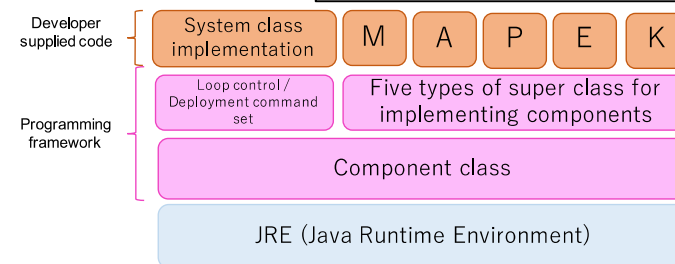 Developer
supplied code
System class
implementation
M
A
P
E
K
Programming
framework
Loop control /
Deployment command
set
Five types of super class for
implementing components
Component class
JRE (Java Runtime Environment)